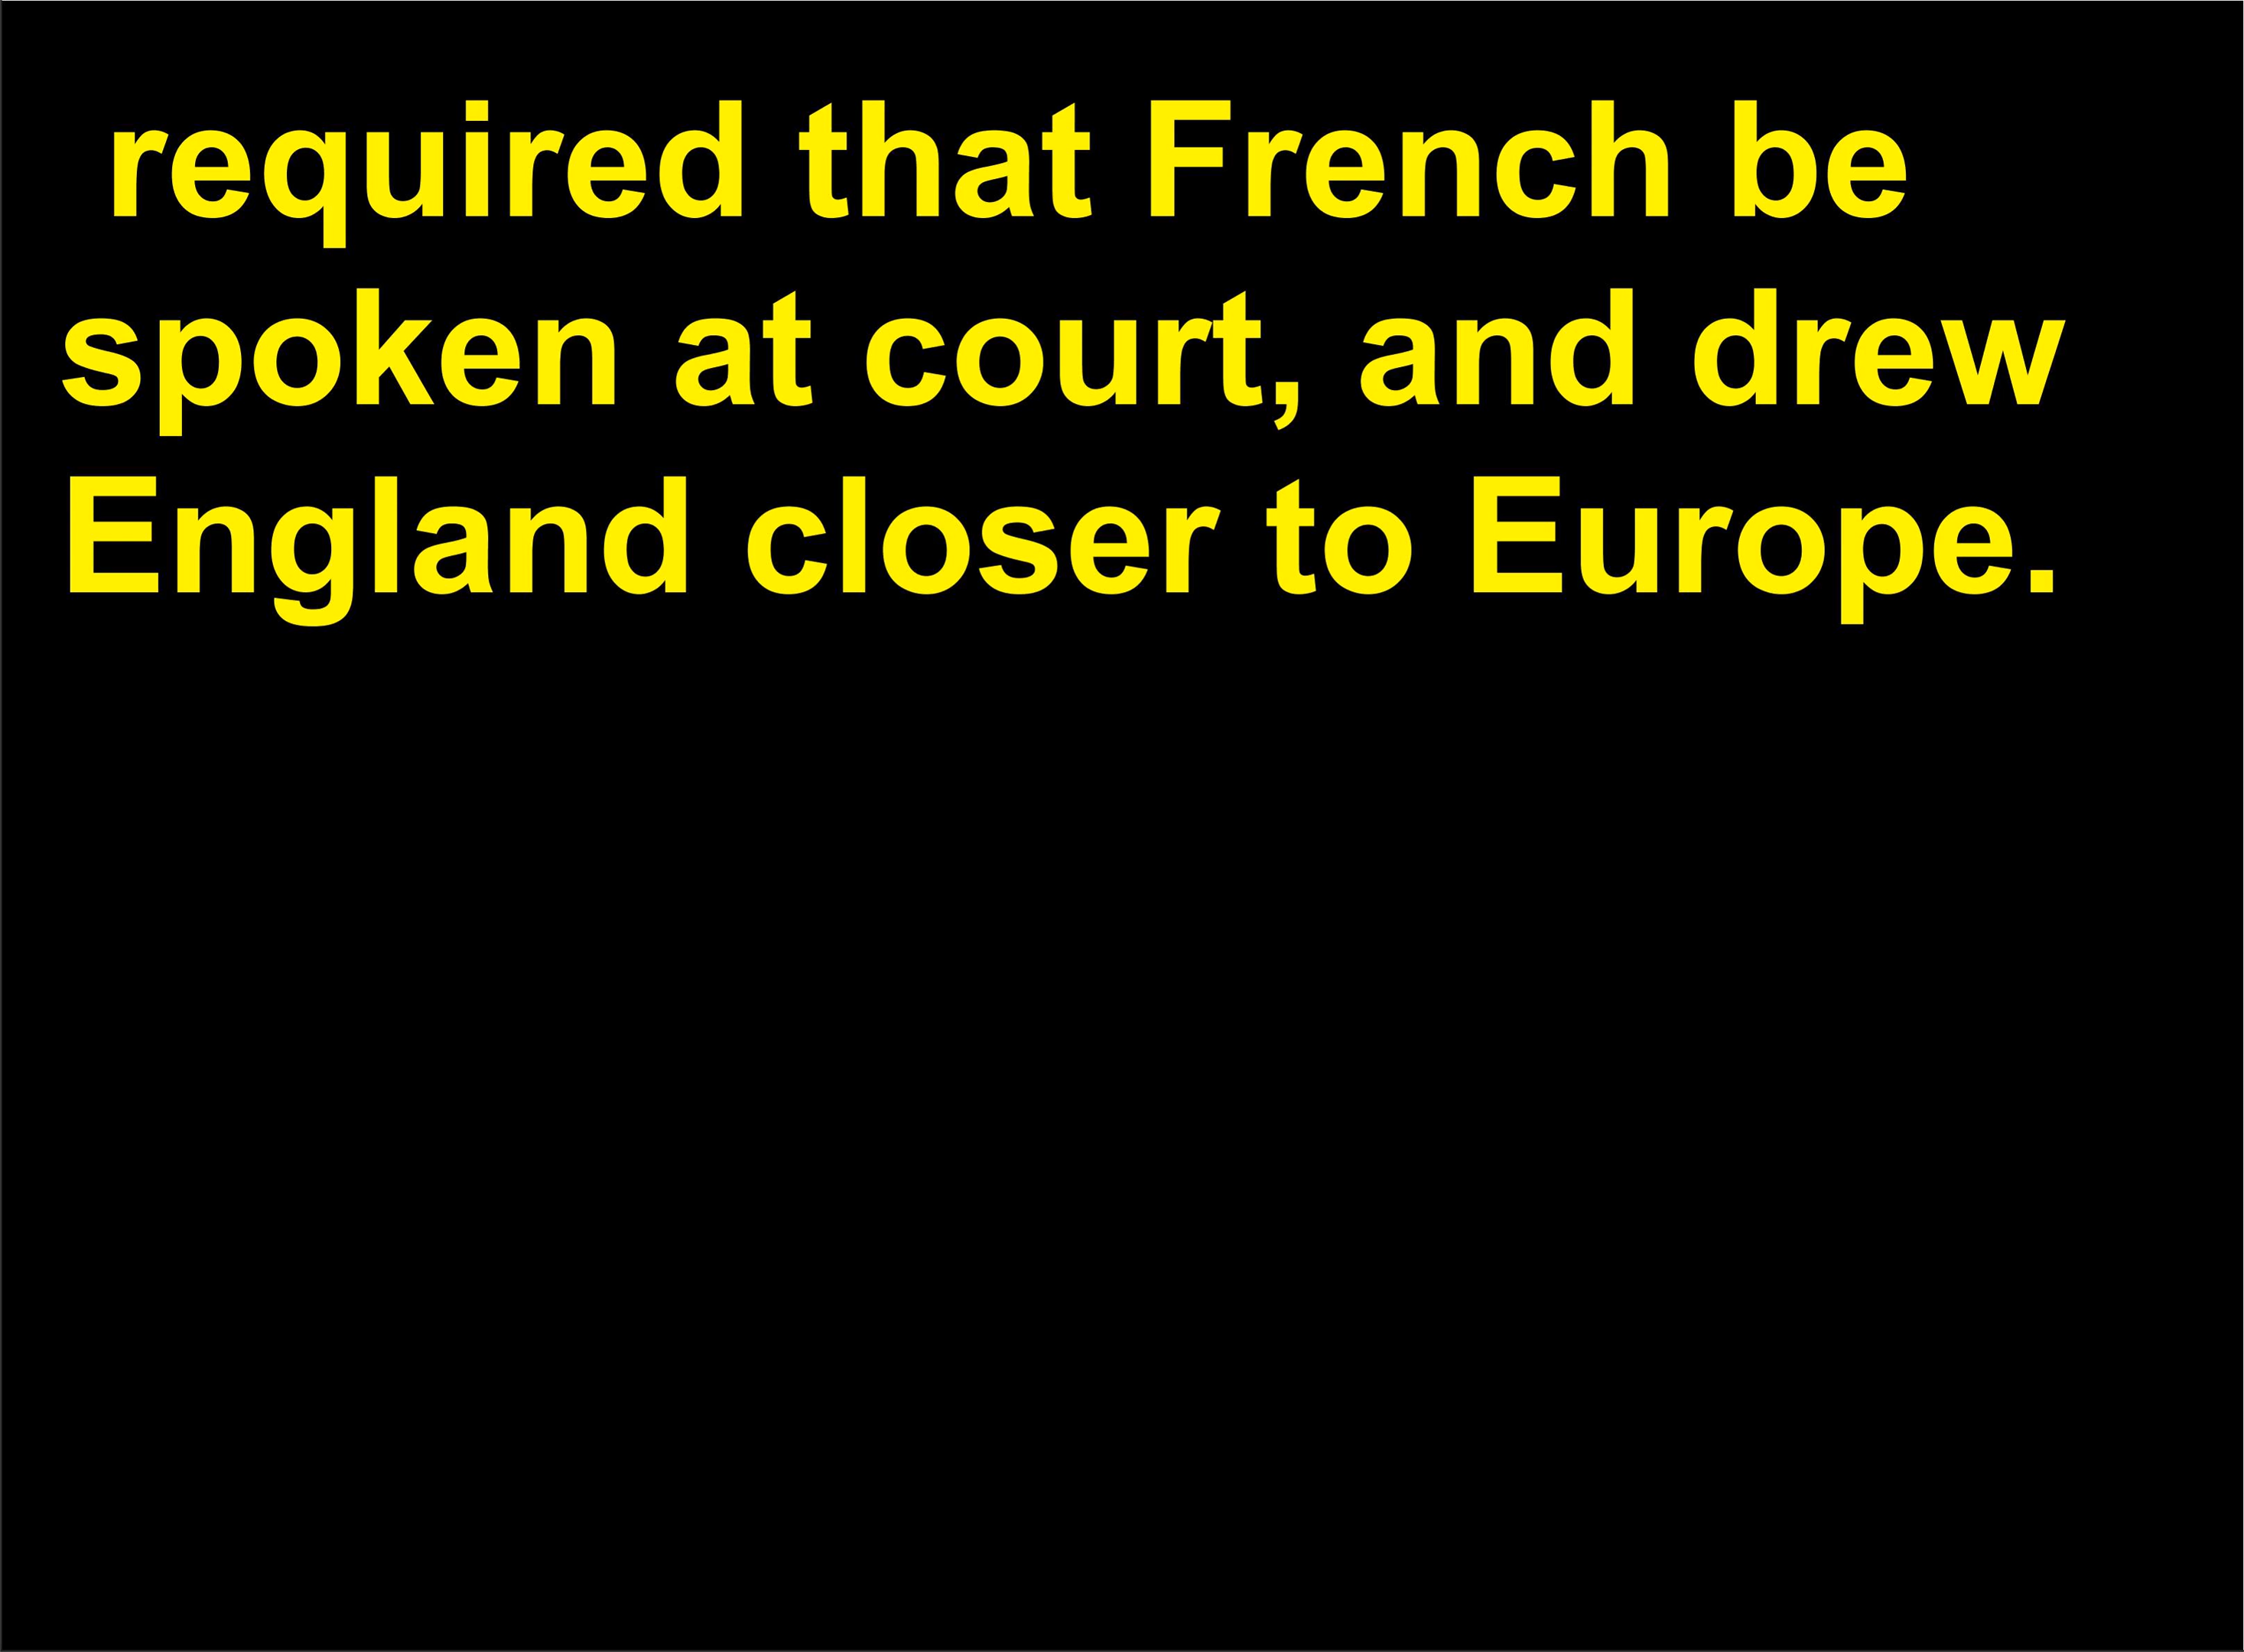 required that French be
spoken at court, and drew
England closer to Europe.